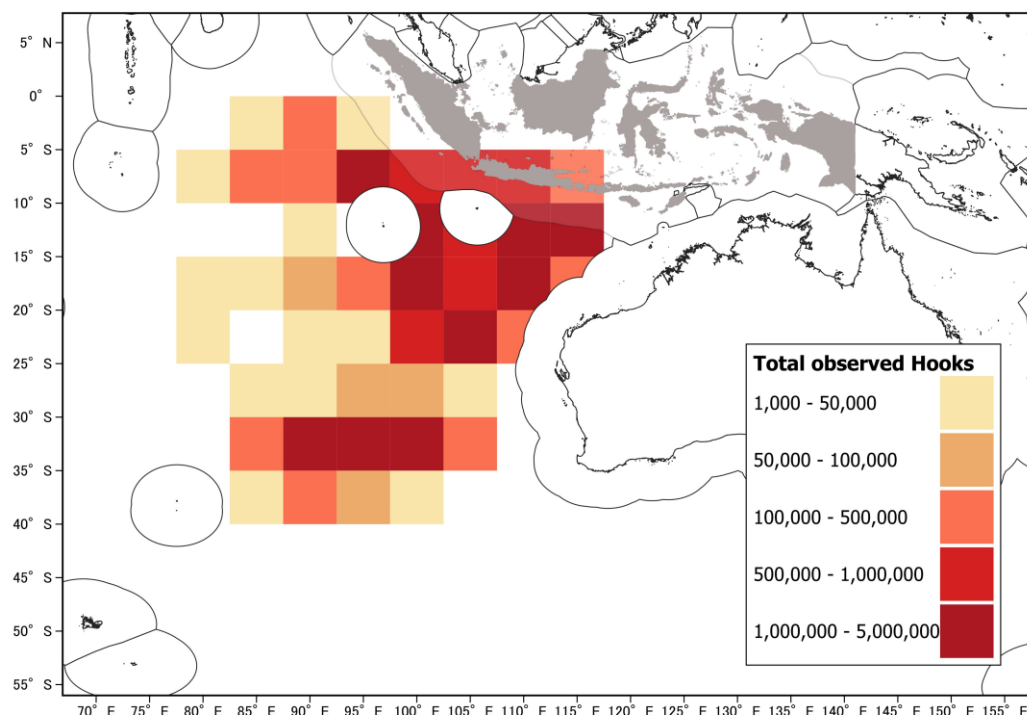 5° N
0°
5° S
10° S
15° S
20° S
25° S
30° S
35° S
40° S
45° S
50° S
55° S
Total observed Hooks
1,000 - 50,000
50,000 - 100,000
100,000 - 500,000
500,000 - 1,000,000
1,000,000 - 5,000,000
70° E 75° E 80° E 85° E 90° E 95° E 100° E 105° E 110° E 115° E 120° E 125° E 130° E 135° E 140° E 145° E 150° E 155° E